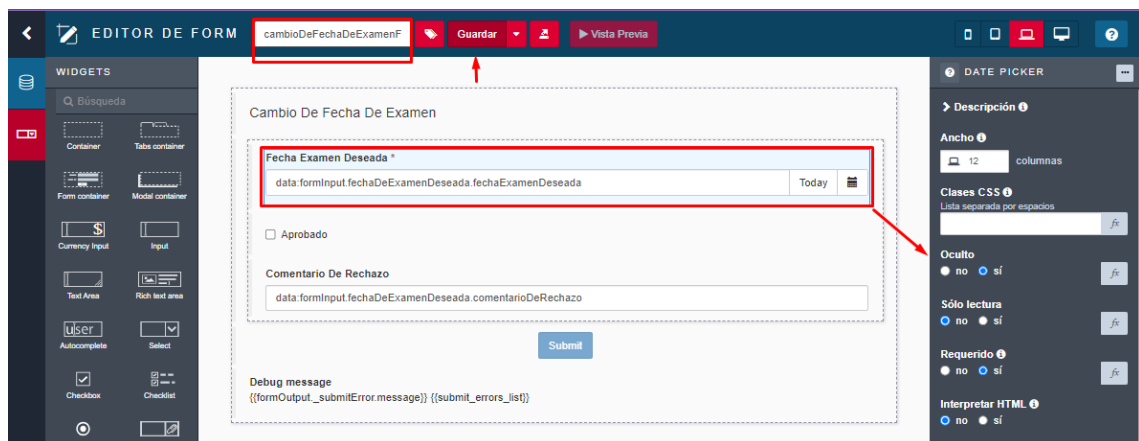 EDITOR DE FORM
cambioDeFechaDeExamenF
Guardar
Vista Previa
?
WIDGETS
Búsqueda
Container
Tabs container
Form container
Modal container
$
Currency Input
Input
Text Area
Rich text area
user
Autocomplete
Select
Checkbox
Checklist
Cambio De Fecha De Examen
Fecha Examen Deseada *
data:formInput.fechaDeExamenDeseada.fechaExamenDeseada
Today
Aprobado
Comentario De Rechazo
data:formInput.fechaDeExamenDeseada.comentarioDeRechazo
Submit
Debug message
{{formOutput._submitError.message}} {{submit_errors_list}}
? DATE PICKER
Descripción
Ancho
12 columnas
Clases CSS
Lista separada por espacios
fx
Oculto
no sí
fx
Sólo lectura
no sí
fx
Requerido
no sí
fx
Interpretar HTML
no sí